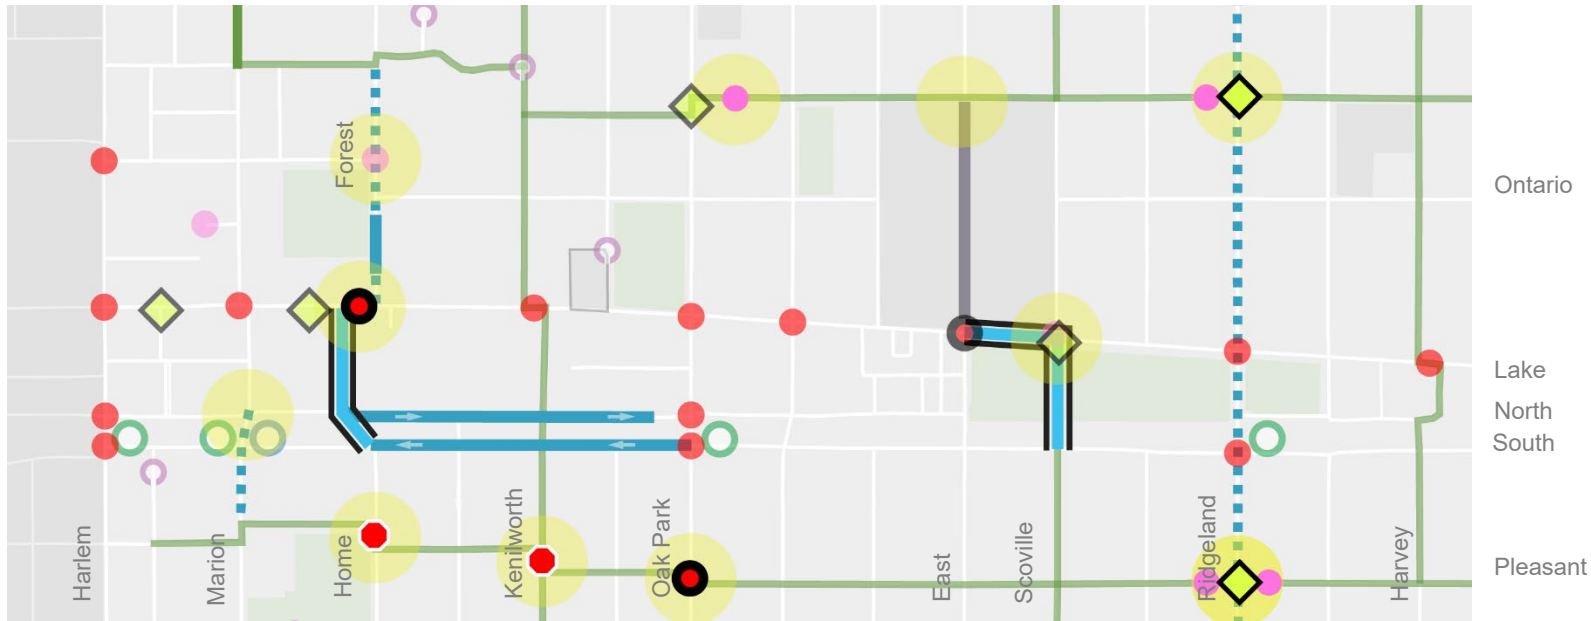 Forest
Ontario
Lake
North
South
Harlem
Marion
Home
Kenilworth
Oak Park
East
Scoville
Ridgeland
Harvey
Pleasant